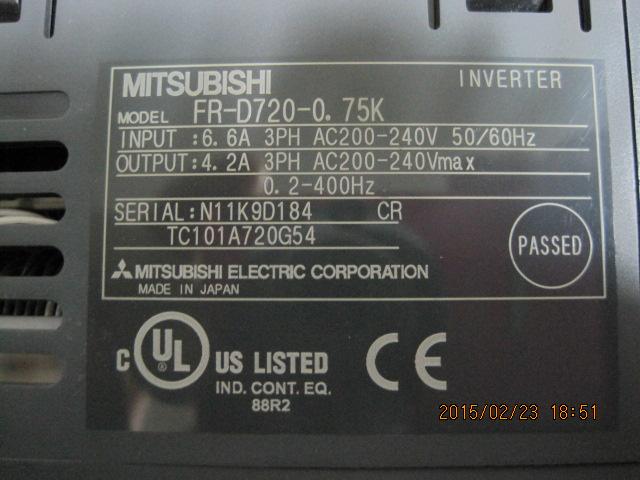 MITSUBISHI INVERTER
MODEL FR-D720-0.75K
INPUT :6.6A 3PH AC200-240V 50/60Hz
OUTPUT:4.2A 3PH AC200-240Vmax
0.2-400Hz
SERIAL:N11K9D184 CR
TC101A720G54
PASSED
MITSUBISHI ELECTRIC CORPORATION
MADE IN JAPAN
C UL ® US LISTED
IND. CONT. EQ.
88R2
CE
2015/02/23 18:51